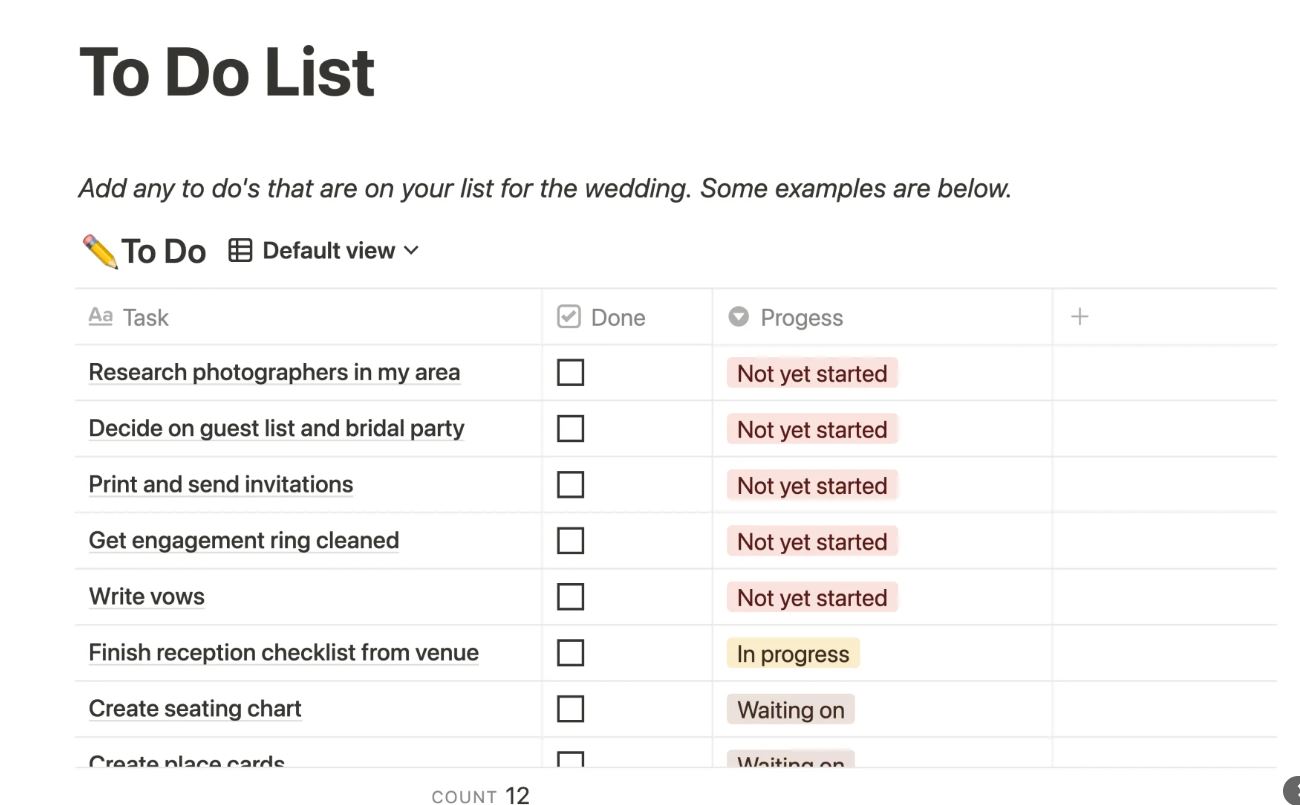 To Do List
Add any to do's that are on your list for the wedding. Some examples are below.
✏️To Do Default view
Aa Task Done Progess +
Research photographers in my area Not yet started
Decide on guest list and bridal party Not yet started
Print and send invitations Not yet started
Get engagement ring cleaned Not yet started
Write vows Not yet started
Finish reception checklist from venue In progress
Create seating chart Waiting on
Create place cards Waiting on
COUNT 12